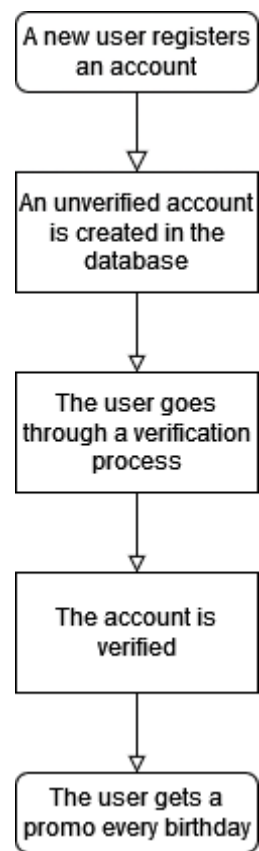 A new user registers
an account
An unverified account
is created in the
database
The user goes
through a verification
process
The account is
verified
The user gets a
promo every birthday